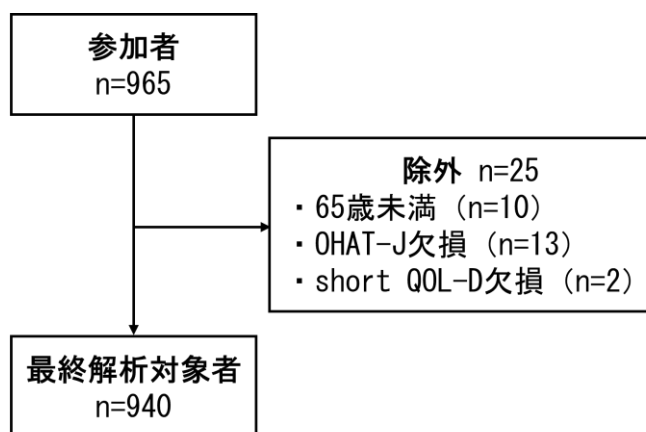 参加者
n=965
除外 n=25
・65歳未満（n=10）
・OHAT-J欠損（n=13）
・short QOL-D欠損（n=2）
最終解析対象者
n=940